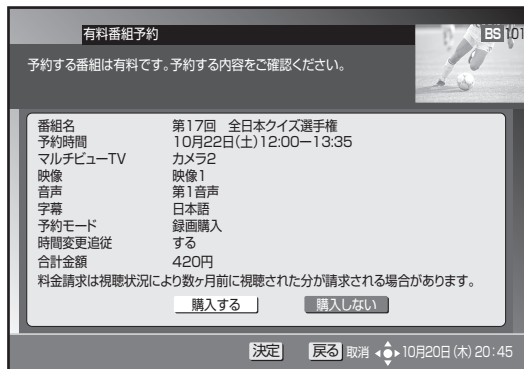 有料番組予約
BS 101
予約する番組は有料です。予約する内容をご確認ください。
番組名 第17回 全日本クイズ選手権
予約時間 10月22日(土)12:00ー13:35
マルチビューTV カメラ2
映像 映像1
音声 第1音声
字幕 日本語
予約モード 録画購入
時間変更追従 する
合計金額 420円
料金請求は視聴状況により数ヶ月前に視聴された分が請求される場合があります。
購入する 購入しない
決定 戻る 取消 10月20日(木)20:45